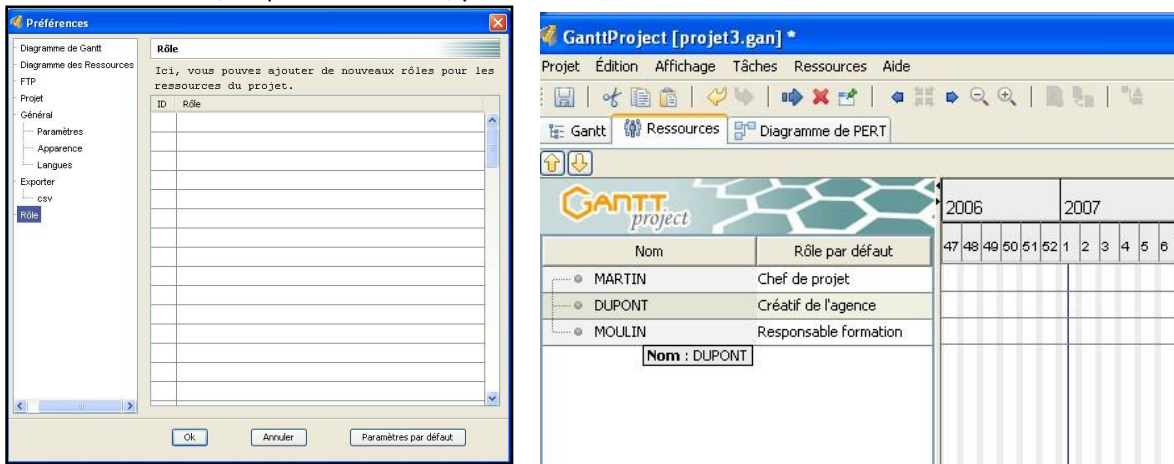 Préférences
Diagramme de Gantt
Diagramme des Ressources
FTP
Projet
Général
Paramètres
Apparence
Langues
Exporter
csv
Rôle
Rôle
Ici, vous pouvez ajouter de nouveaux rôles pour les
ressources du projet.
ID Rôle
Ok Annuler Paramètres par défaut
GanttProject [projet3.gan] *
Projet Édition Affichage Tâches Ressources Aide
Gantt Ressources Diagramme de PERT
GANTT
project
2006 2007
Nom Rôle par défaut 47 48 49 50 51 52 1 2 3 4 5 6
MARTIN Chef de projet
DUPONT Créatif de l'agence
MOULIN Responsable formation
Nom : DUPONT